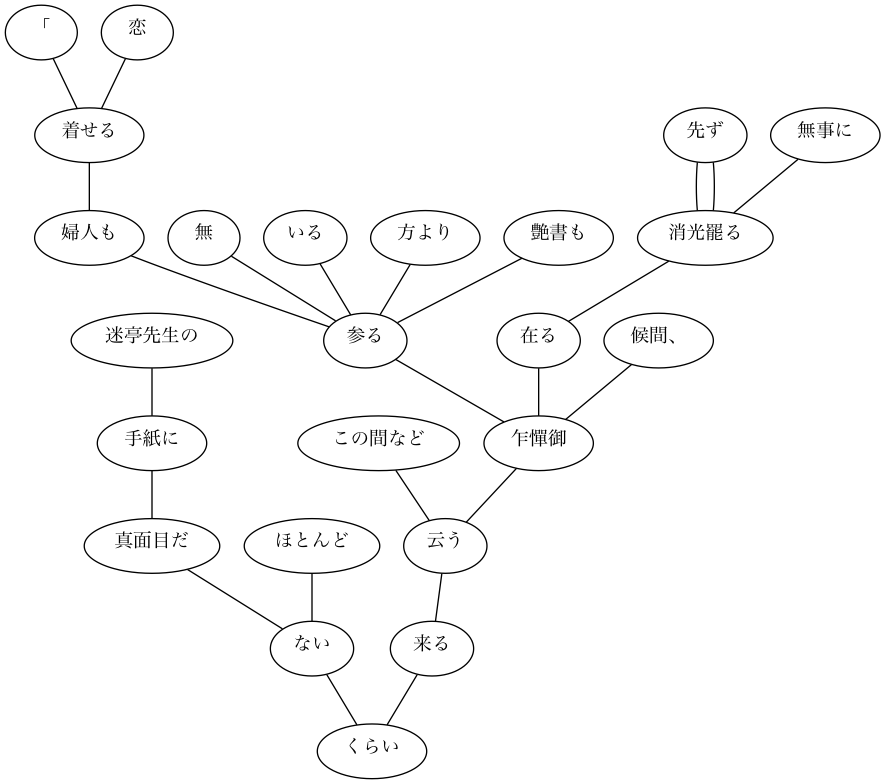 「 恋
着せる 先ず 無事に
婦人も 無 いる 方より 艶書も 消光罷る
迷亭先生の 参る 在る 候間、
手紙に この間など 乍憚御
真面目だ ほとんど 云う
ない 来る
くらい